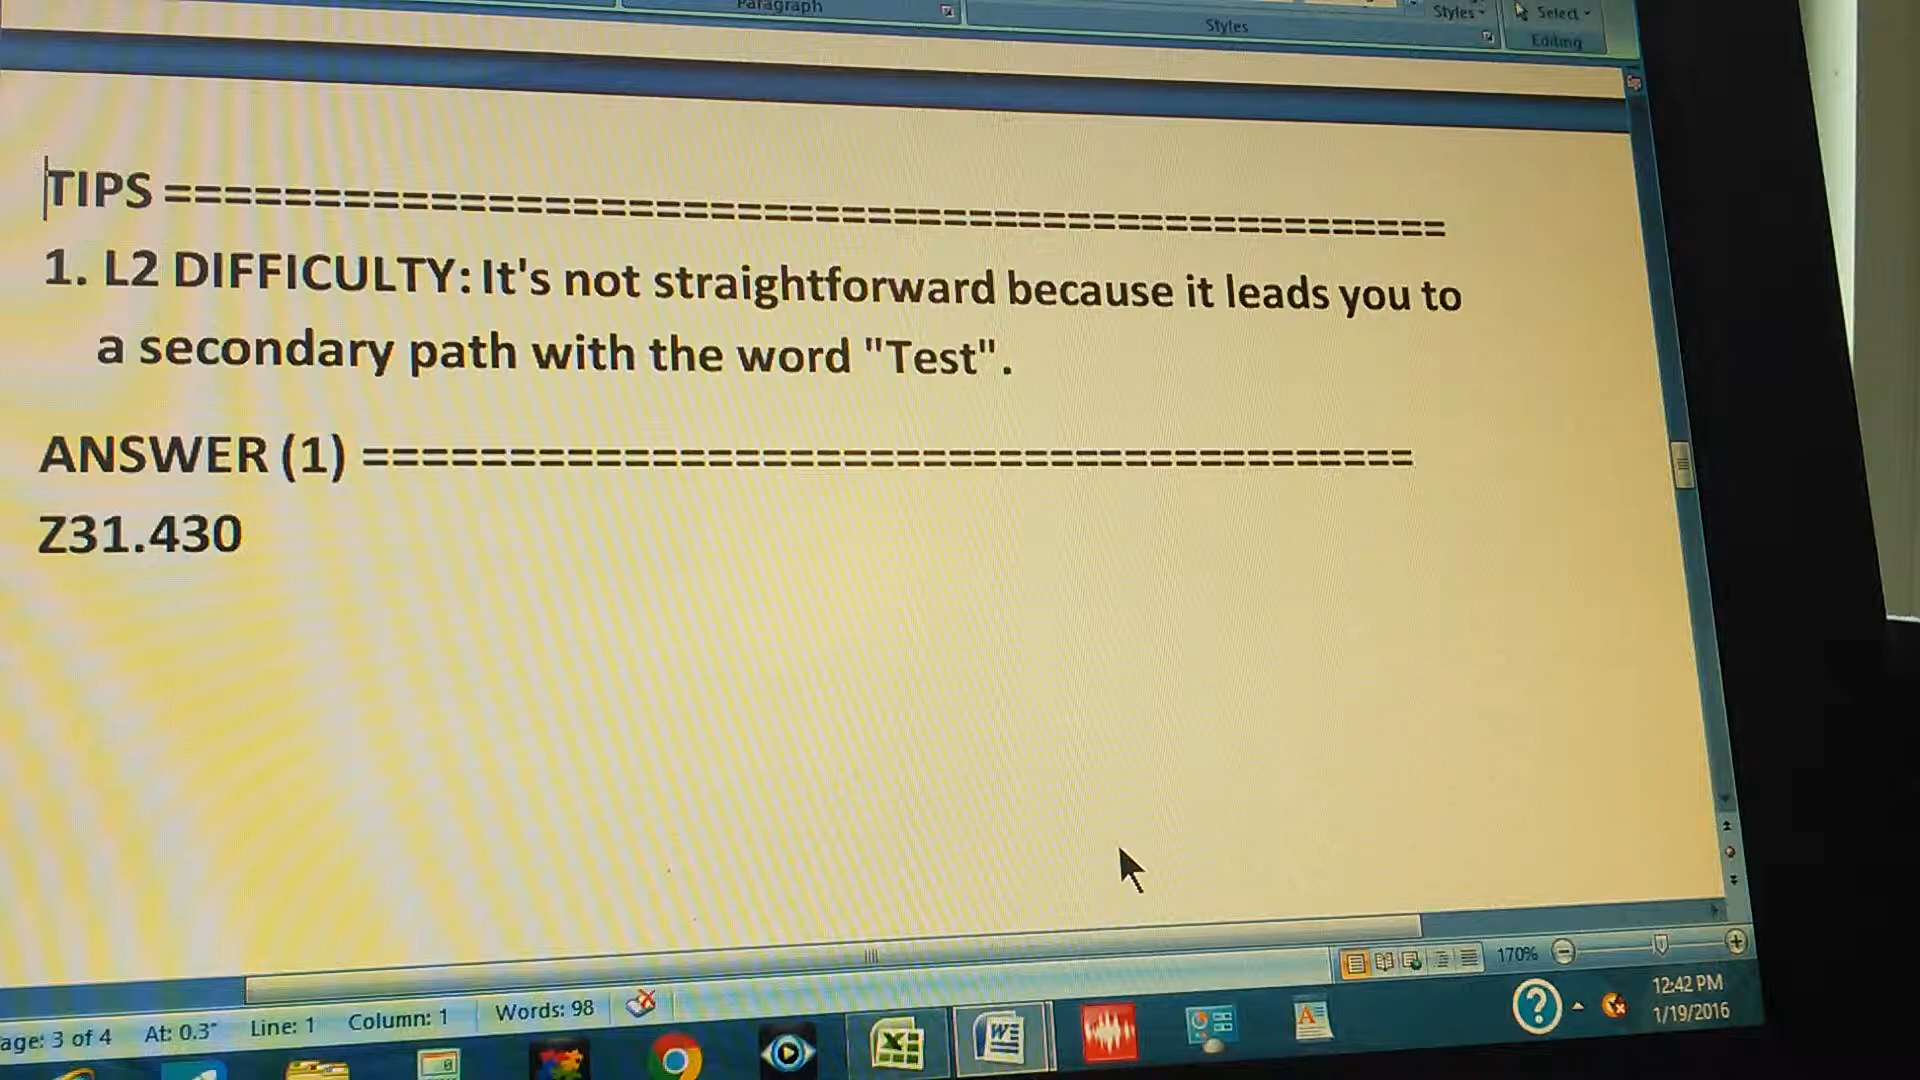 Paragraph
Styles
Styles
Select
Editing
TIPS ================================================
1. L2 DIFFICULTY: It's not straightforward because it leads you to
a secondary path with the word "Test".
ANSWER (1) ======================================
Z31.430
170%
age: 3 of 4 At: 0.3" Line: 1 Column: 1 Words: 98
12:42 PM
1/19/2016